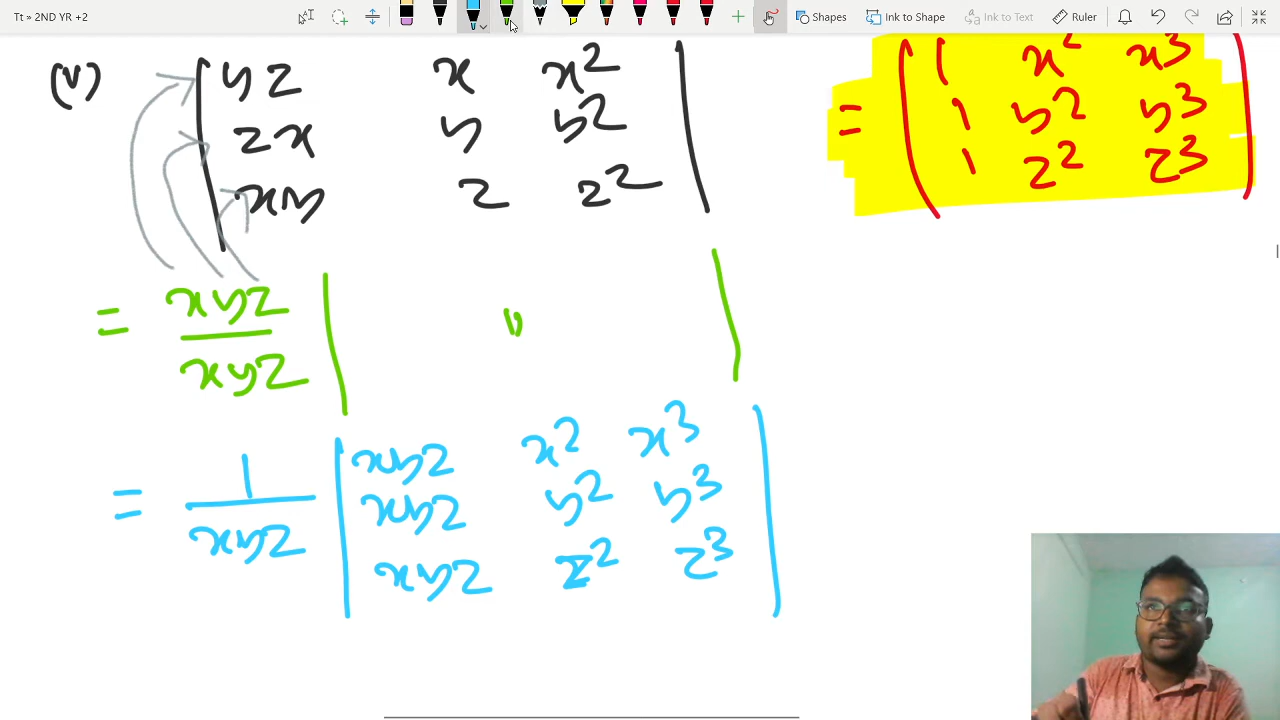 Tt » 2ND YR +2
Shapes Ink to Shape Ink to Text Ruler
(v) | yz x x² |
| zx y y² |
| xy z z² |
= | 1 x² x³ |
| 1 y² y³ |
| 1 z² z³ |
= xyz / xyz | " |
= 1 / xyz | xyz x² x³ |
| xyz y² y³ |
| xyz z² z³ |